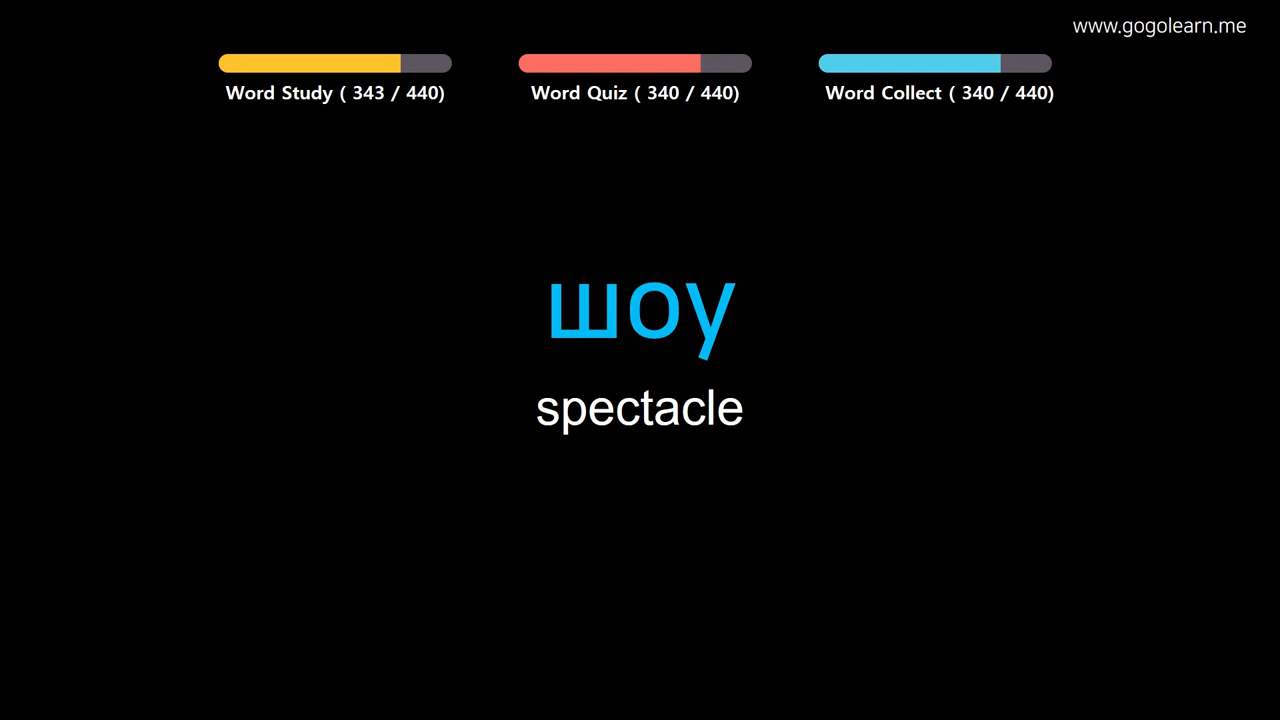 www.gogolearn.me
Word Study ( 343 / 440)
Word Quiz ( 340 / 440)
Word Collect ( 340 / 440)
шоу
spectacle